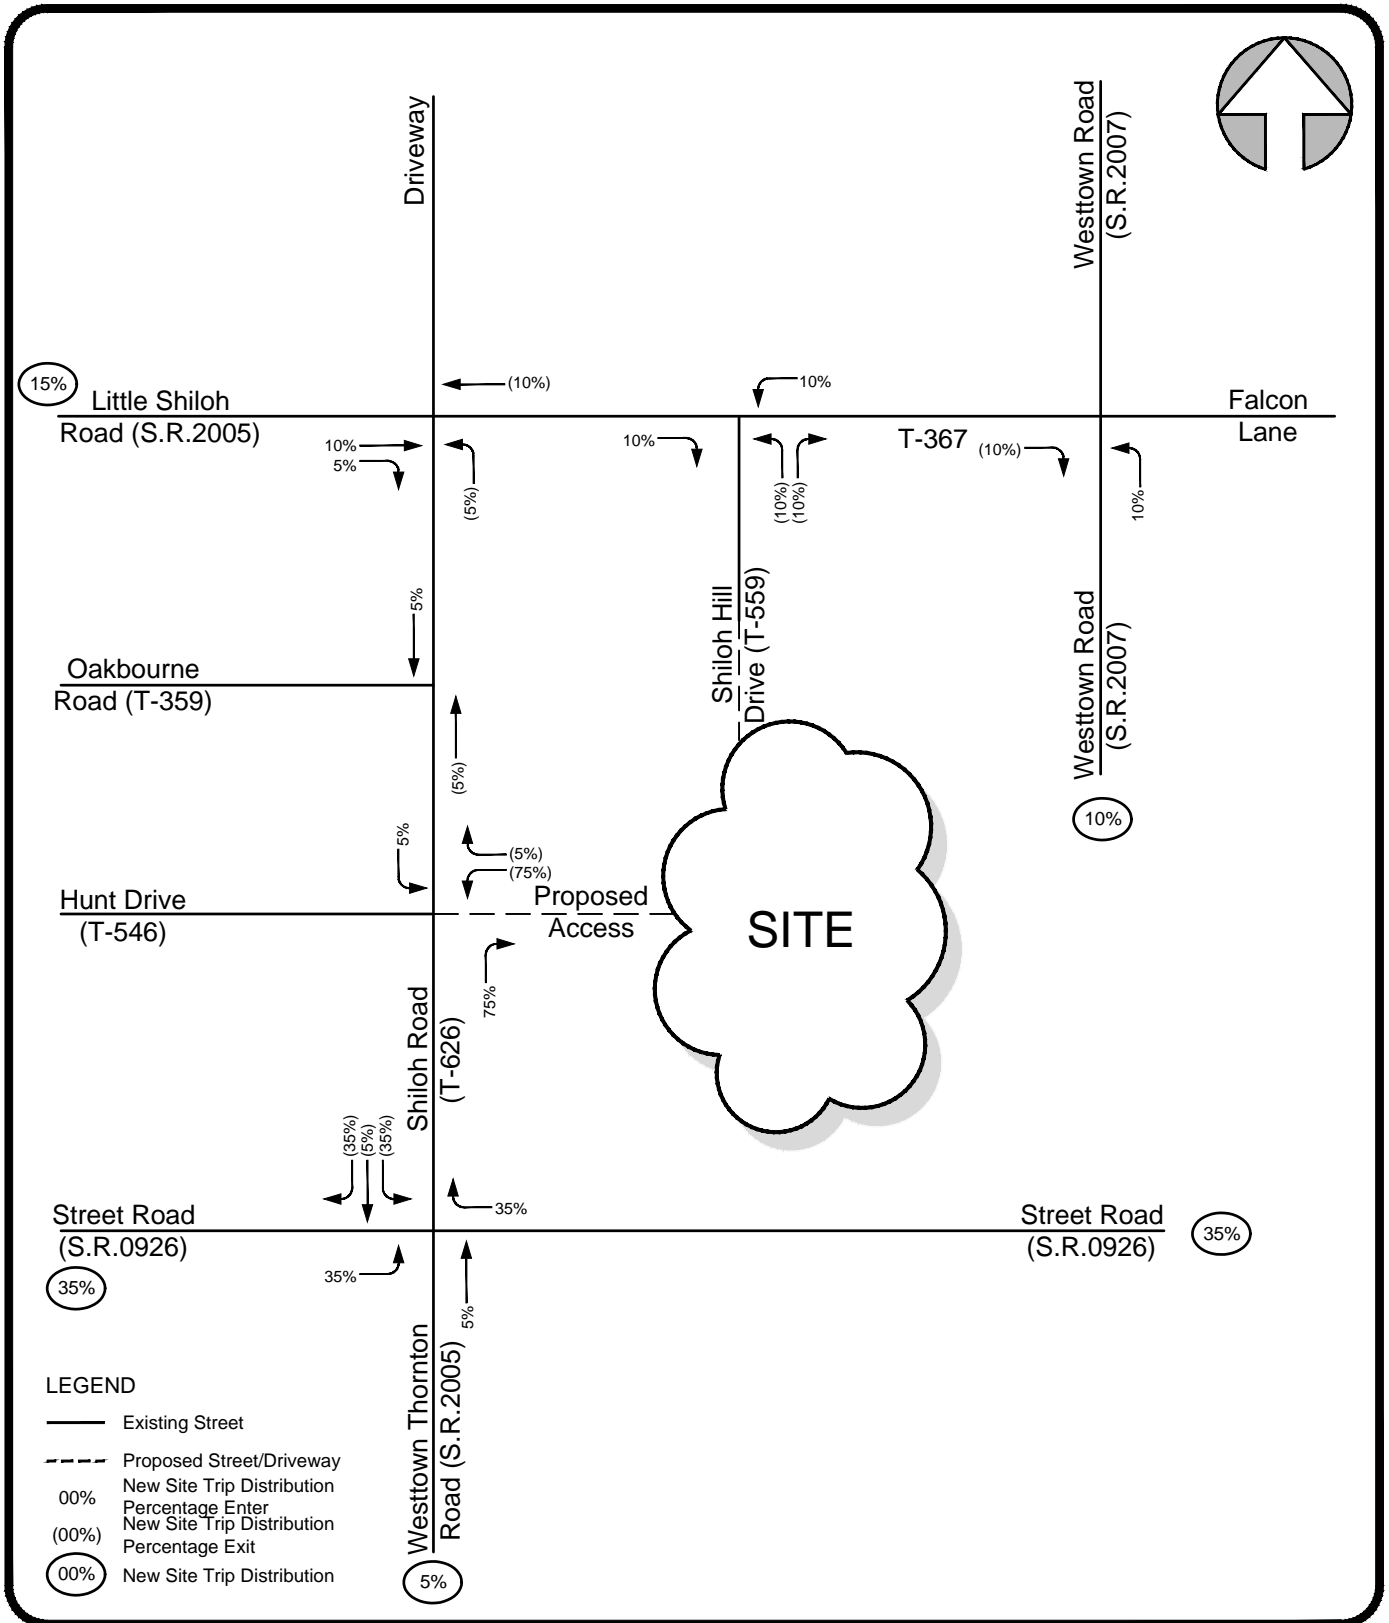 Driveway
Westtown Road
(S.R.2007)
15%
Little Shiloh
Road (S.R.2005)
(10%)
10%
Falcon
Lane
10%
5%
(5%)
10%
(10%)
(10%)
T-367
(10%)
10%
5%
Oakbourne
Road (T-359)
Shiloh Hill
Drive (T-559)
Westtown Road
(S.R.2007)
10%
(5%)
5%
(5%)
(75%)
Hunt Drive
(T-546)
Proposed
Access
SITE
75%
Shiloh Road
(T-626)
(35%)
(5%)
(35%)
35%
Street Road
(S.R.0926)
35%
Street Road
(S.R.0926)
35%
35%
5%
Westtown Thornton
Road (S.R.2005)
5%
LEGEND
Existing Street
Proposed Street/Driveway
00%
New Site Trip Distribution
Percentage Enter
(00%)
New Site Trip Distribution
Percentage Exit
00%
New Site Trip Distribution